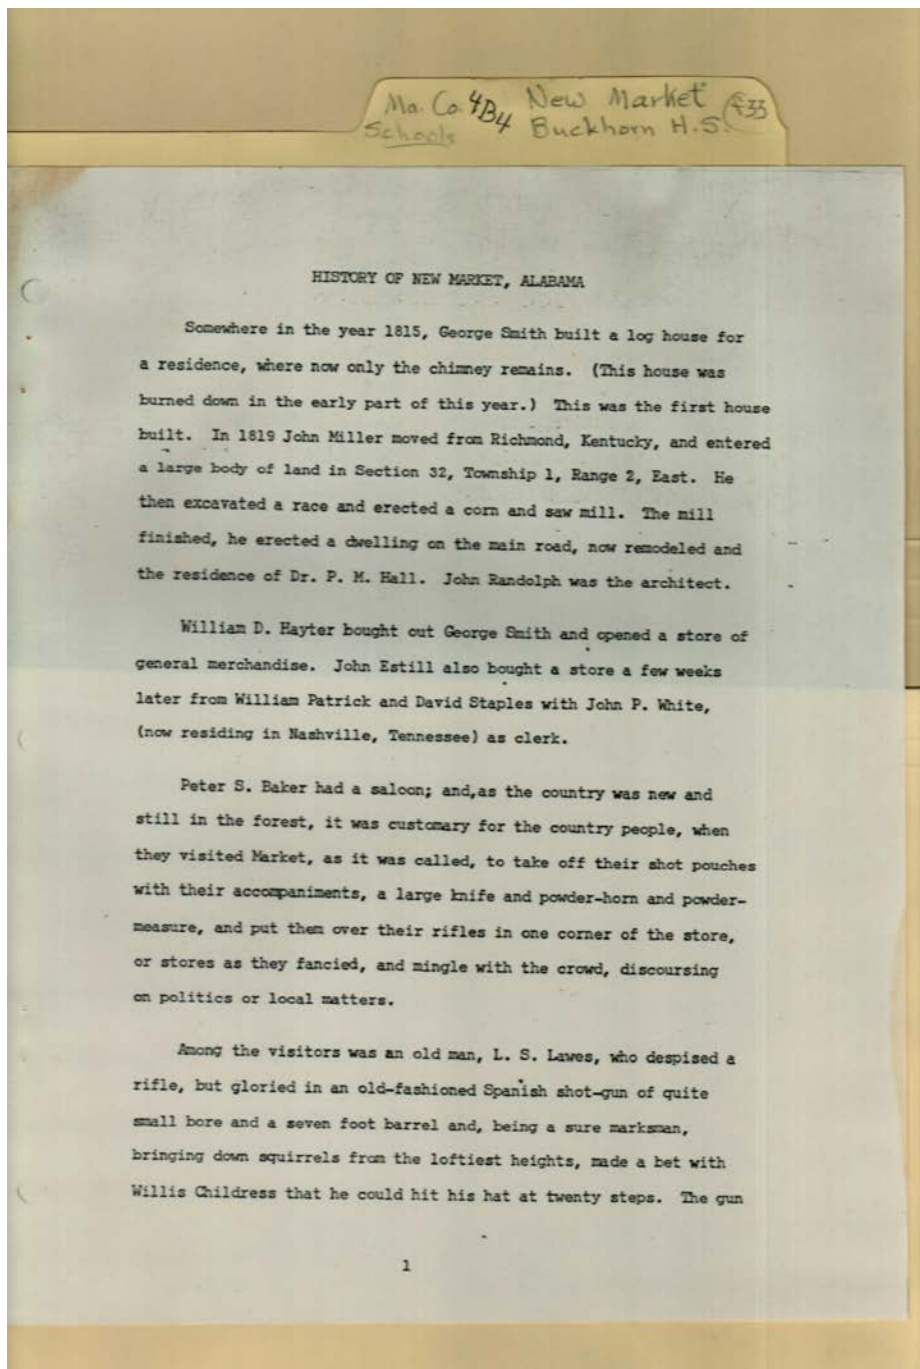 Ma. Co. 4B4 New Market
Schools Buckhorn H.S. 33
HISTORY OF NEW MARKET, ALABAMA
Somewhere in the year 1815, George Smith built a log house for
a residence, where now only the chimney remains. (This house was
burned down in the early part of this year.) This was the first house
built. In 1819 John Miller moved from Richmond, Kentucky, and entered
a large body of land in Section 32, Township 1, Range 2, East. He
then excavated a race and erected a corn and saw mill. The mill
finished, he erected a dwelling on the main road, now remodeled and
the residence of Dr. P. M. Hall. John Randolph was the architect.
William D. Hayter bought out George Smith and opened a store of
general merchandise. John Estill also bought a store a few weeks
later from William Patrick and David Staples with John P. White,
(now residing in Nashville, Tennessee) as clerk.
Peter S. Baker had a saloon; and,as the country was new and
still in the forest, it was customary for the country people, when
they visited Market, as it was called, to take off their shot pouches
with their accompaniments, a large knife and powder-horn and powder-
measure, and put them over their rifles in one corner of the store,
or stores as they fancied, and mingle with the crowd, discoursing
on politics or local matters.
Among the visitors was an old man, L. S. Lawes, who despised a
rifle, but gloried in an old-fashioned Spanish shot-gun of quite
small bore and a seven foot barrel and, being a sure marksman,
bringing down squirrels from the loftiest heights, made a bet with
Willis Childress that he could hit his hat at twenty steps. The gun
1